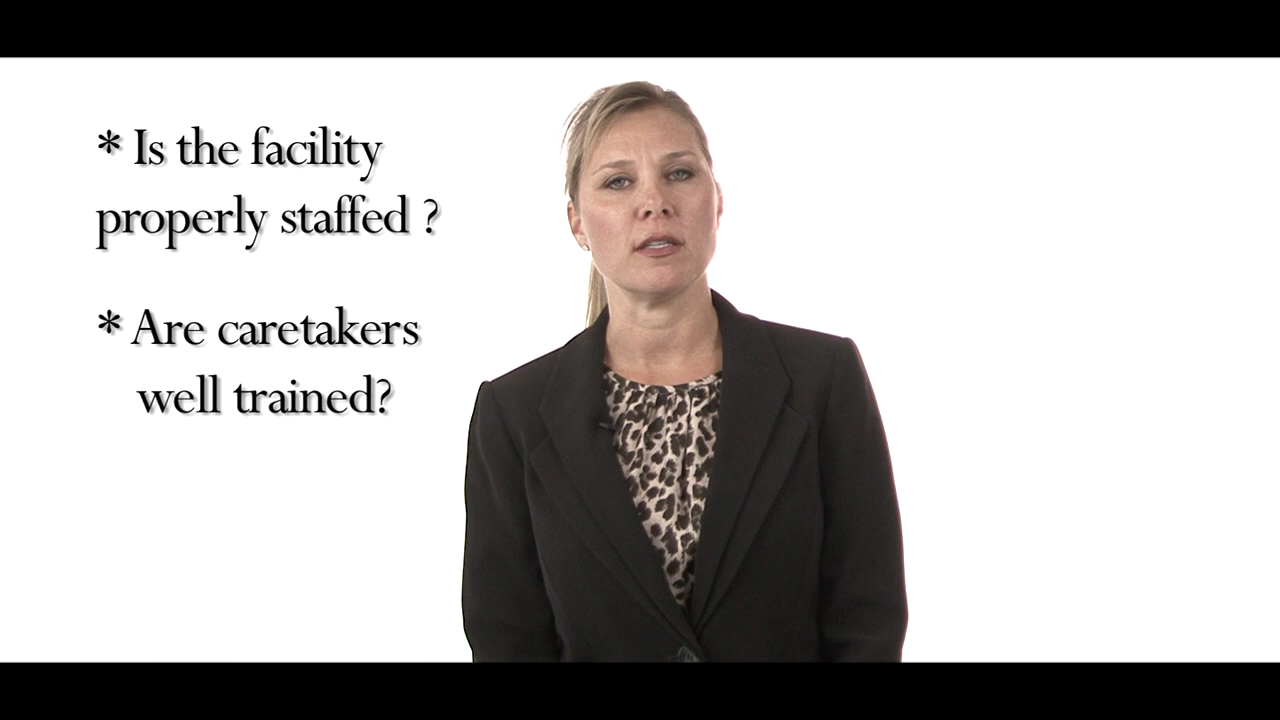 * Is the facility
properly staffed ?
* Are caretakers
well trained?